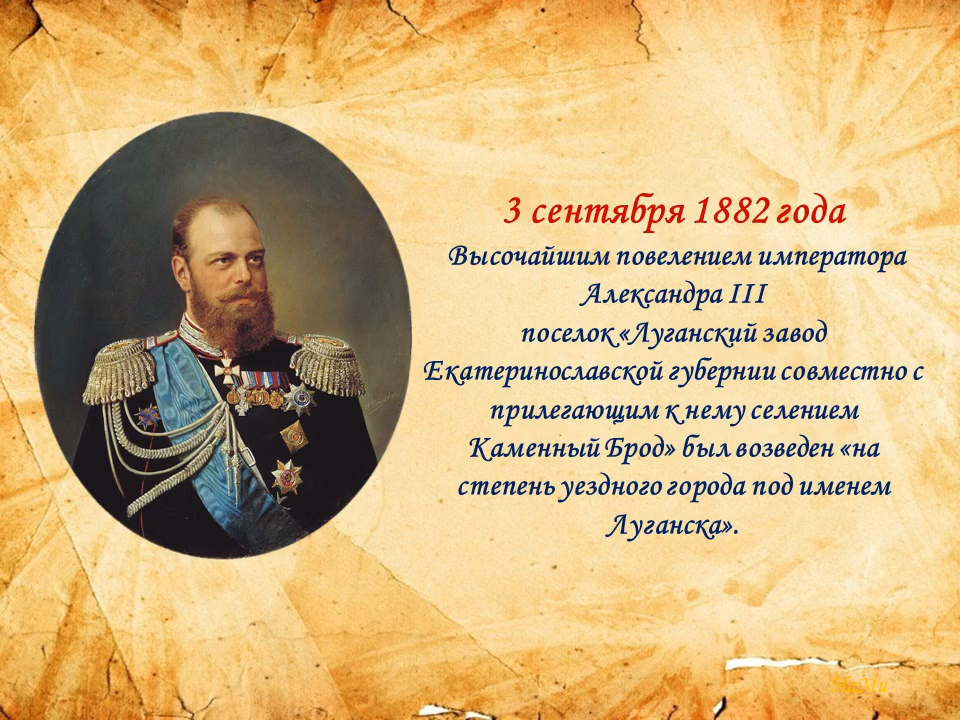 3 сентября 1882 года
Высочайшим повелением императора
Александра III
поселок «Луганский завод
Екатеринославской губернии совместно с
прилегающим к нему селением
Каменный Брод» был возведен «на
степень уездного города под именем
Луганска».